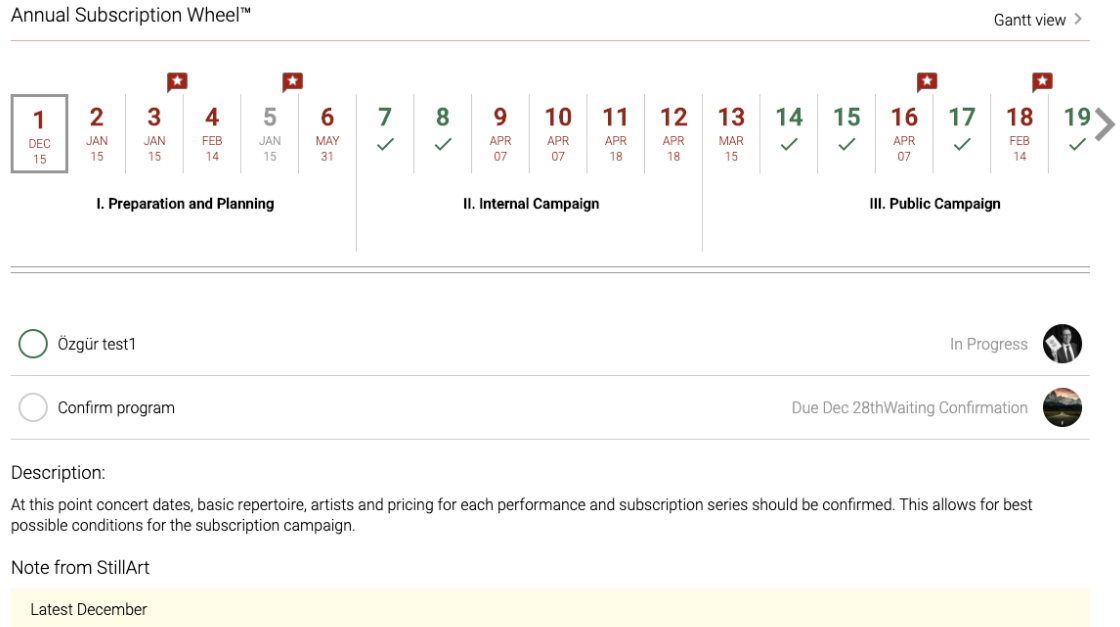 Annual Subscription Wheel™
Gantt view
1 2 3 4 5 6 7 8 9 10 11 12 13 14 15 16 17 18 19
DEC JAN JAN FEB JAN MAY APR APR APR APR MAR APR FEB
15 15 15 14 15 31 07 07 18 18 15 07 14
I. Preparation and Planning II. Internal Campaign III. Public Campaign
Özgür test1 In Progress
Confirm program Due Dec 28thWaiting Confirmation
Description:
At this point concert dates, basic repertoire, artists and pricing for each performance and subscription series should be confirmed. This allows for best
possible conditions for the subscription campaign.
Note from StillArt
Latest December